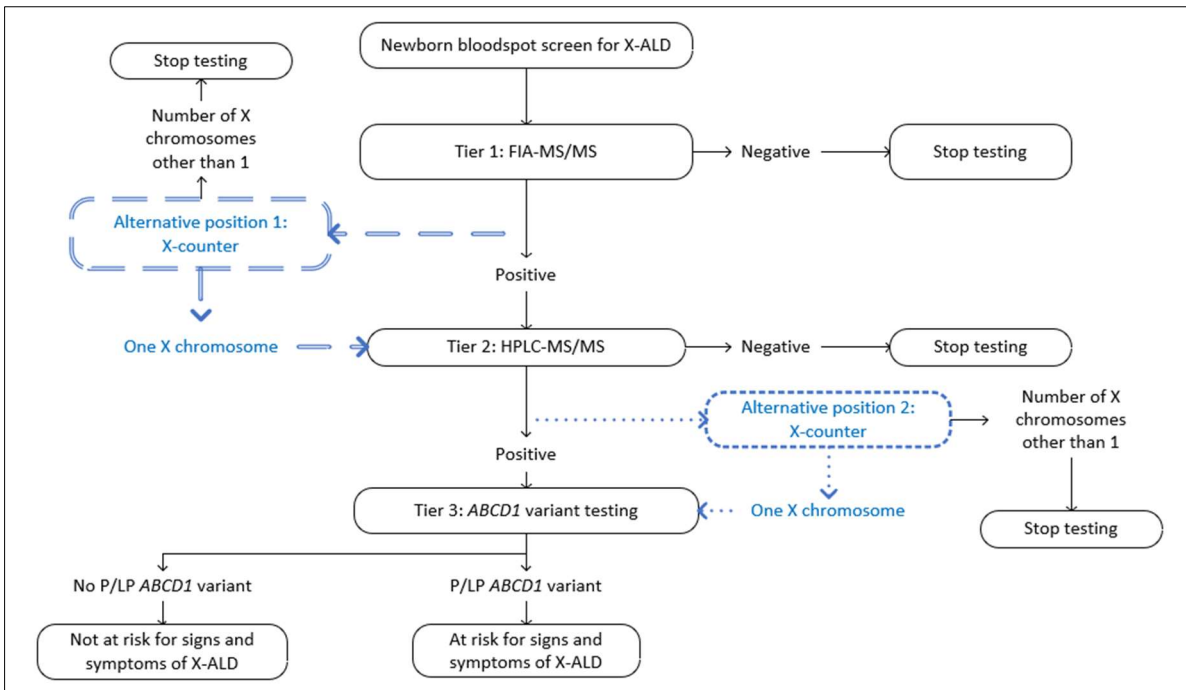 Newborn bloodspot screen for X-ALD
Stop testing
Number of X
chromosomes
other than 1
Tier 1: FIA-MS/MS
Negative
Stop testing
Alternative position 1:
X-counter
Positive
One X chromosome
Tier 2: HPLC-MS/MS
Negative
Stop testing
Alternative position 2:
X-counter
Number of X
chromosomes
other than 1
Positive
Tier 3: ABCD1 variant testing
One X chromosome
Stop testing
No P/LP ABCD1 variant
P/LP ABCD1 variant
Not at risk for signs and
symptoms of X-ALD
At risk for signs and
symptoms of X-ALD